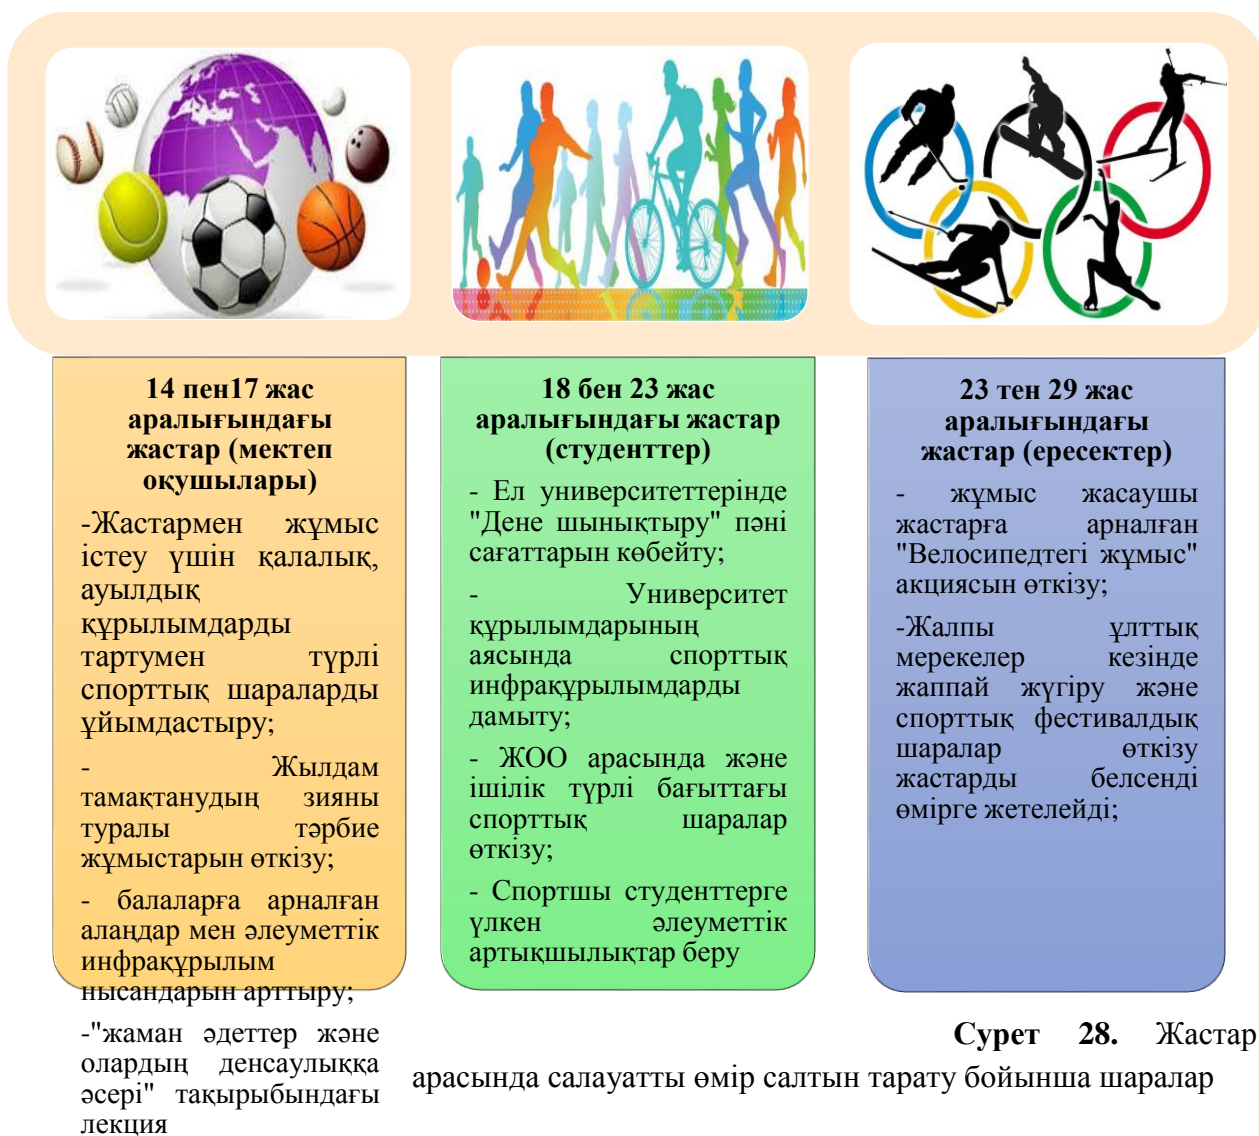 14 пен17 жас
аралығындағы
жастар (мектеп
оқушылары)
-Жастармен жұмыс
істеу үшін қалалық,
ауылдық
құрылымдарды
тартумен түрлі
спорттық шараларды
ұйымдастыру;
- Жылдам
тамақтанудың зияны
туралы тәрбие
жұмыстарын өткізу;
- балаларға арналған
алаңдар мен әлеуметтік
инфрақұрылым
нысандарын арттыру;
-"жаман әдеттер және
олардың денсаулыққа
әсері" тақырыбындағы
лекция
18 бен 23 жас
аралығындағы жастар
(студенттер)
- Ел университеттерінде
"Дене шынықтыру" пәні
сағаттарын көбейту;
- Университет
құрылымдарының
аясында спорттық
инфрақұрылымдарды
дамыту;
- ЖОО арасында және
ішілік түрлі бағыттағы
спорттық шаралар
өткізу;
- Спортшы студенттерге
үлкен әлеуметтік
артықшылықтар беру
23 тен 29 жас
аралығындағы
жастар (ересектер)
- жұмыс жасаушы
жастарға арналған
"Велосипедтегі жұмыс"
акциясын өткізу;
-Жалпы ұлттық
мерекелер кезінде
жаппай жүгіру және
спорттық фестивалдық
шаралар өткізу
жастарды белсенді
өмірге жетелейді;
Сурет 28. Жастар
арасында салауатты өмір салтын тарату бойынша шаралар